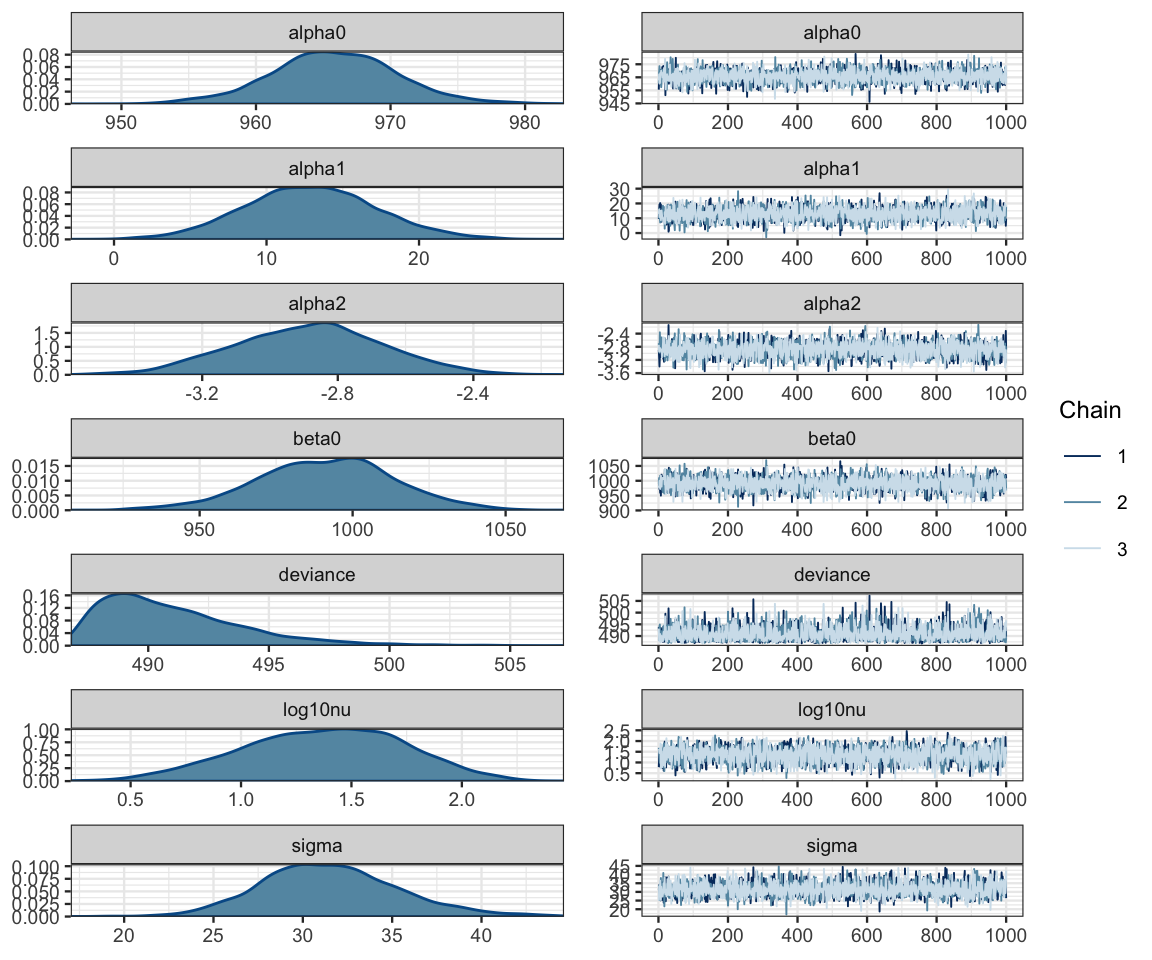 alpha0
0.08
0.06
0.04
0.02
0.00
950 960 970 980
alpha0
975
965
955
945
0 200 400 600 800 1000
alpha1
0.08
0.06
0.04
0.02
0.00
0 10 20
alpha1
30
20
10
0
0 200 400 600 800 1000
alpha2
1.5
1.0
0.5
0.0
-3.2 -2.8 -2.4
alpha2
-2.4
-2.8
-3.2
-3.6
0 200 400 600 800 1000
beta0
0.015
0.010
0.005
0.000
950 1000 1050
beta0
1050
1000
950
900
0 200 400 600 800 1000
deviance
0.16
0.12
0.08
0.04
0.00
490 495 500 505
deviance
505
500
495
490
0 200 400 600 800 1000
log10nu
1.00
0.75
0.50
0.25
0.00
0.5 1.0 1.5 2.0
log10nu
2.5
2.0
1.5
1.0
0.5
0 200 400 600 800 1000
sigma
0.100
0.075
0.050
0.025
0.000
20 25 30 35 40
sigma
45
40
35
30
25
20
0 200 400 600 800 1000
Chain
1
2
3